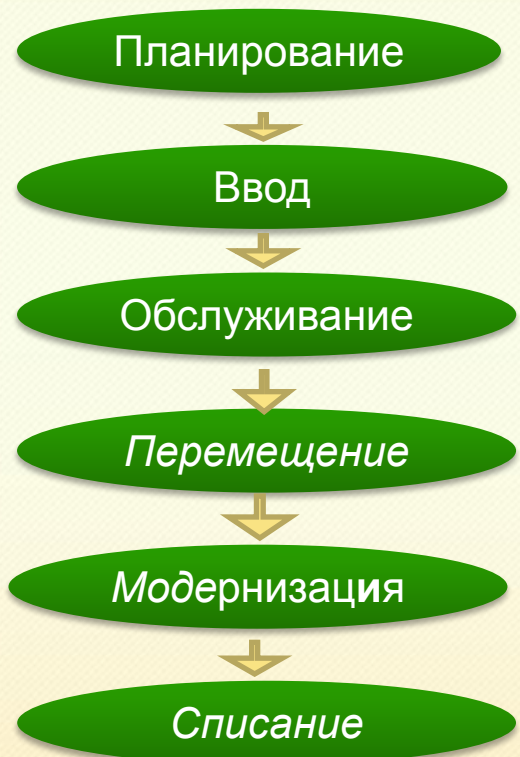 Планирование
Ввод
Обслуживание
Перемещение
Модернизация
Списание